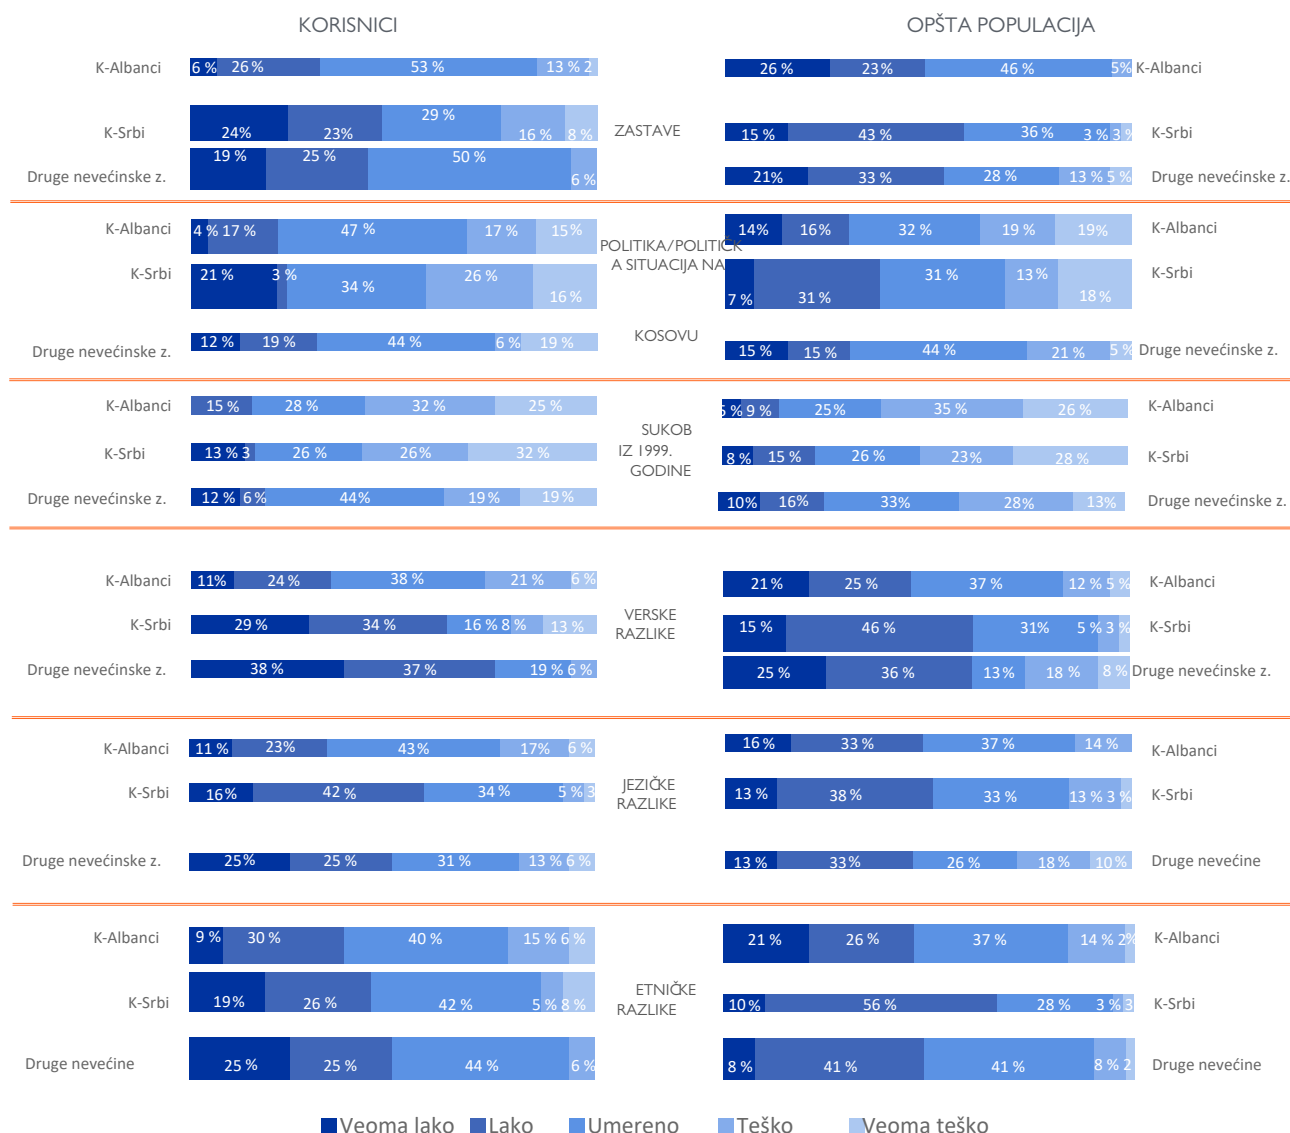 KORISNICI OPŠTA POPULACIJA
K-Albanci 6 % 26 % 53 % 13 % 2 26 % 23 % 46 % 5% K-Albanci
K-Srbi 24% 23% 29 % 16 % 8 % ZASTAVE 15 % 43 % 36 % 3 % 3 % K-Srbi
Druge nevećinske z. 19 % 25 % 50 % 6 % 21% 33 % 28 % 13 % 5 % Druge nevećinske z.
K-Albanci 4 % 17 % 47 % 17 % 15 % POLITIKA/POLITIČK 14% 16 % 32 % 19 % 19 % K-Albanci
A SITUACIJA NA
K-Srbi 21 % 3 % 34 % 26 % 16 % 7 % 31 % 31 % 13 % 18 % K-Srbi
KOSOVU
Druge nevećinske z. 12 % 19 % 44 % 6 % 19 % 15 % 15 % 44 % 21 % 5 % Druge nevećinske z.
K-Albanci 15 % 28 % 32 % 25 % 5 % 9 % 25 % 35 % 26 % K-Albanci
SUKOB
K-Srbi 13 % 3 26 % 26 % 32 % IZ 1999. 8 % 15 % 26 % 23 % 28 % K-Srbi
GODINE
Druge nevećinske z. 12 % 6 % 44% 19 % 19 % 10% 16% 33 % 28% 13% Druge nevećinske z.
K-Albanci 11% 24 % 38 % 21 % 6 % 21 % 25 % 37 % 12 % 5 % K-Albanci
VERSKE
K-Srbi 29 % 34 % 16 % 8 % 13 % RAZLIKE 15 % 46 % 31% 5 % 3 % K-Srbi
Druge nevećinske z. 38 % 37 % 19 % 6 % 25 % 36 % 13 % 18 % 8 % Druge nevećinske z.
K-Albanci 11 % 23% 43 % 17% 6 % 16 % 33 % 37 % 14 % K-Albanci
JEZIČKE
K-Srbi 16 % 42 % 34 % 5 % 3 RAZLIKE 13 % 38 % 33 % 13 % 3 % K-Srbi
Druge nevećinske z. 25 % 25 % 31 % 13 % 6 % 13 % 33% 26 % 18 % 10 % Druge nevećine
K-Albanci 9 % 30 % 40 % 15 % 6 % 21 % 26 % 37 % 14 % 2% K-Albanci
ETNIČKE
K-Srbi 19 % 26 % 42 % 5 % 8 % RAZLIKE 10 % 56 % 28 % 3 % 3 K-Srbi
Druge nevećine 25 % 25 % 44 % 6 % 8 % 41 % 41 % 8 % 2 Druge nevećine
Veoma lako Lako Umereno Teško Veoma teško